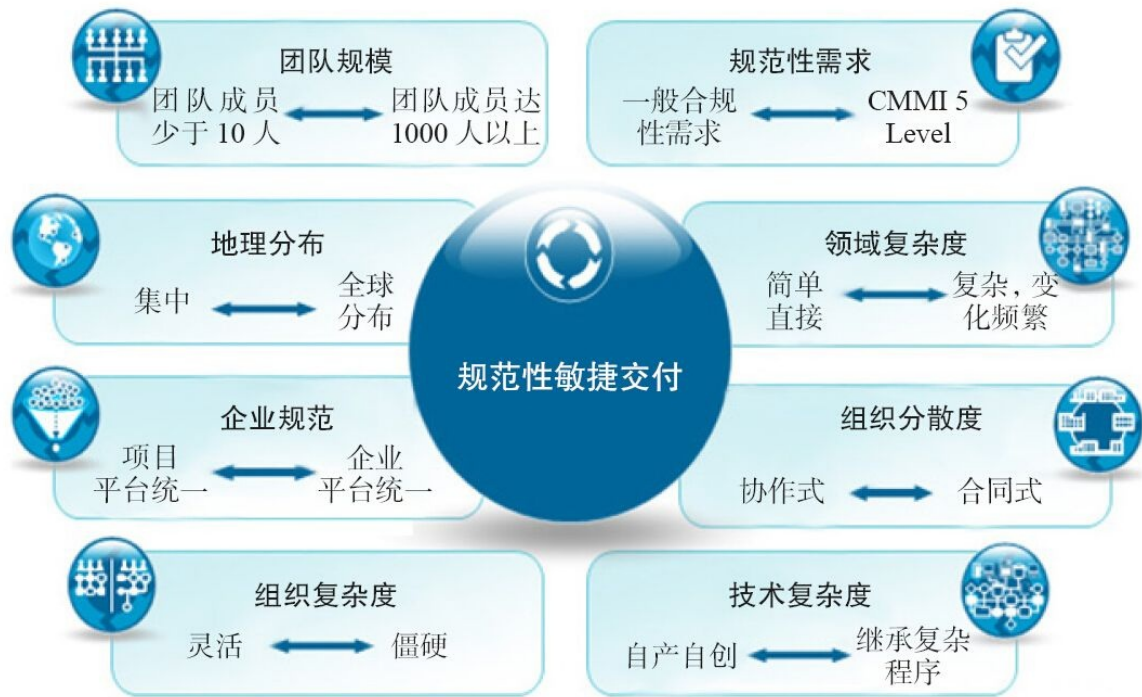 团队规模
团队成员
少于 10 人
团队成员达
1000 人以上
规范性需求
一般合规
性需求
CMMI 5
Level
地理分布
集中
全球
分布
领域复杂度
简单
直接
复杂，变
化频繁
规范性敏捷交付
企业规范
项目
平台统一
企业
平台统一
组织分散度
协作式
合同式
组织复杂度
灵活
僵硬
技术复杂度
自产自创
继承复杂
程序